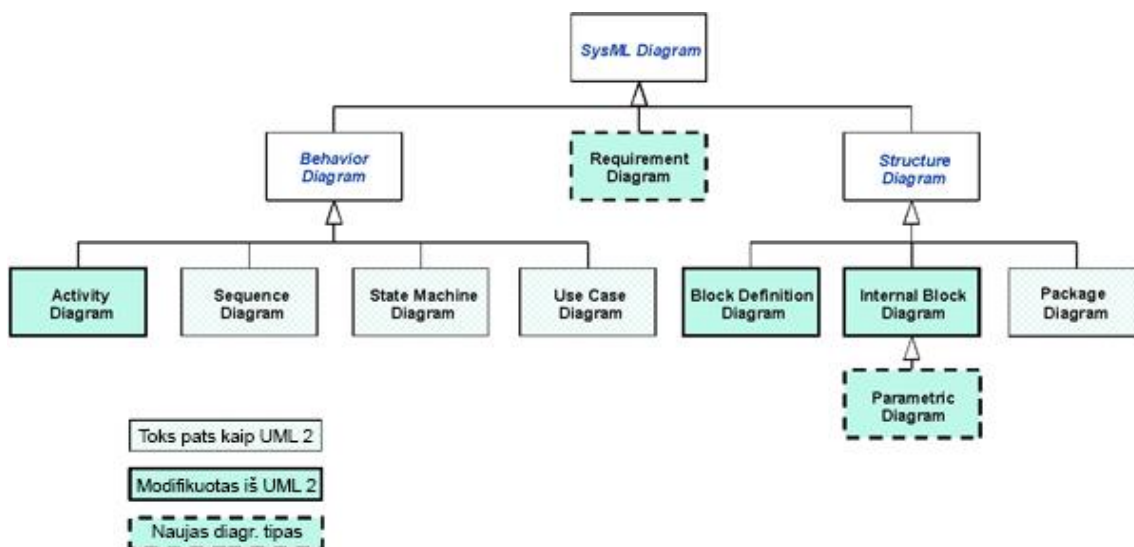 SysML Diagram
Behavior
Diagram
Requirement
Diagram
Structure
Diagram
Activity
Diagram
Sequence
Diagram
State Machine
Diagram
Use Case
Diagram
Block Definition
Diagram
Internal Block
Diagram
Package
Diagram
Parametric
Diagram
Toks pats kaip UML 2
Modifikuotas iš UML 2
Naujas diagr. tipas